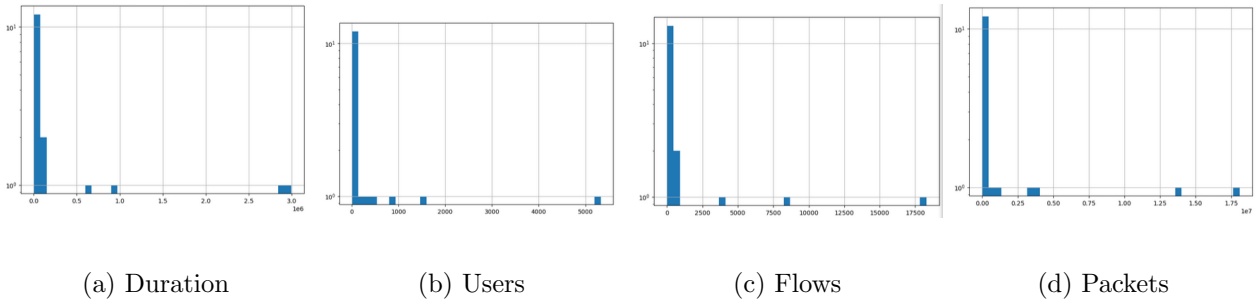 10¹
10⁰
0.0 0.5 1.0 1.5 2.0 2.5 3.0
1e6
10¹
10⁰
0 1000 2000 3000 4000 5000
10¹
10⁰
0 2500 5000 7500 10000 12500 15000 17500
10¹
10⁰
0.00 0.25 0.50 0.75 1.00 1.25 1.50 1.75
1e7
(a) Duration
(b) Users
(c) Flows
(d) Packets